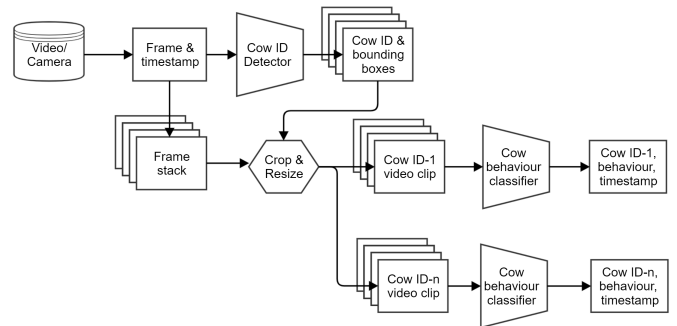 Video/
Camera
Frame &
timestamp
Cow ID
Detector
Cow ID &
bounding
boxes
Frame
stack
Crop &
Resize
Cow ID-1
video clip
Cow
behaviour
classifier
Cow ID-1,
behaviour,
timestamp
Cow ID-n
video clip
Cow
behaviour
classifier
Cow ID-n,
behaviour,
timestamp